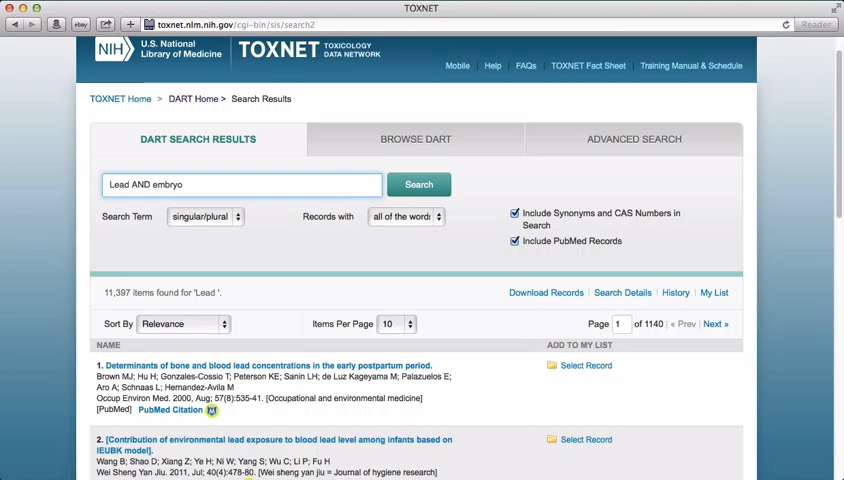 TOXNET
ebay
toxnet.nlm.nih.gov/cgi-bin/sis/search2
Reader
NIH
U.S. National
Library of Medicine
TOXNET
TOXICOLOGY
DATA NETWORK
Mobile
Help
FAQs
TOXNET Fact Sheet
Training Manual & Schedule
TOXNET Home > DART Home > Search Results
DART SEARCH RESULTS
BROWSE DART
ADVANCED SEARCH
Lead AND embryo
Search
Search Term
singular/plural
Records with
all of the words
Include Synonyms and CAS Numbers in
Search
Include PubMed Records
11,397 items found for 'Lead '.
Download Records
Search Details
History
My List
Sort By
Relevance
Items Per Page
10
Page 1 of 1140 « Prev Next »
NAME
ADD TO MY LIST
1. Determinants of bone and blood lead concentrations in the early postpartum period.
Select Record
Brown MJ; Hu H; Gonzales-Cossio T; Peterson KE; Sanin LH; de Luz Kageyama M; Palazuelos E;
Aro A; Schnaas L; Hernandez-Avila M
Occup Environ Med. 2000, Aug; 57(8):535-41. [Occupational and environmental medicine]
[PubMed] PubMed Citation
2. [Contribution of environmental lead exposure to blood lead level among infants based on
IEUBK model].
Select Record
Wang B; Shao D; Xiang Z; Ye H; Ni W; Yang S; Wu C; Li P; Fu H
Wei Sheng Yan Jiu. 2011, Jul; 40(4):478-80. [Wei sheng yan jiu = Journal of hygiene research]